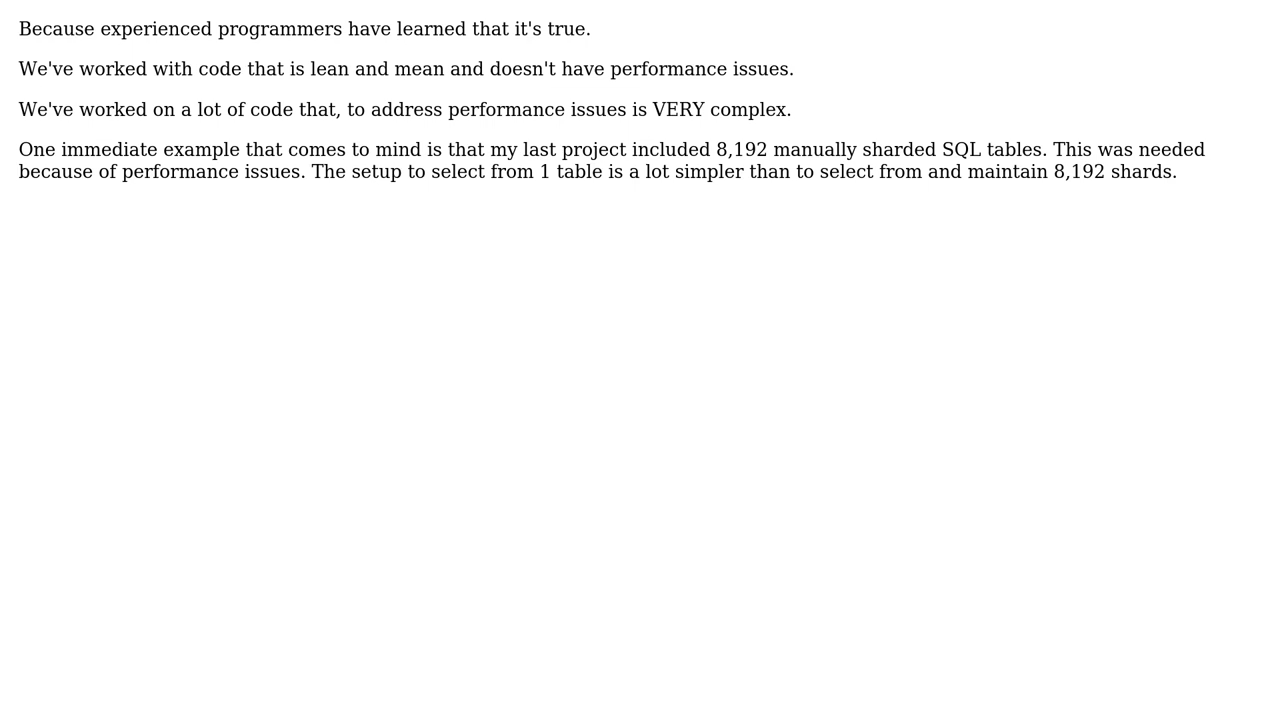 Because experienced programmers have learned that it's true.
We've worked with code that is lean and mean and doesn't have performance issues.
We've worked on a lot of code that, to address performance issues is VERY complex.
One immediate example that comes to mind is that my last project included 8,192 manually sharded SQL tables. This was needed
because of performance issues. The setup to select from 1 table is a lot simpler than to select from and maintain 8,192 shards.